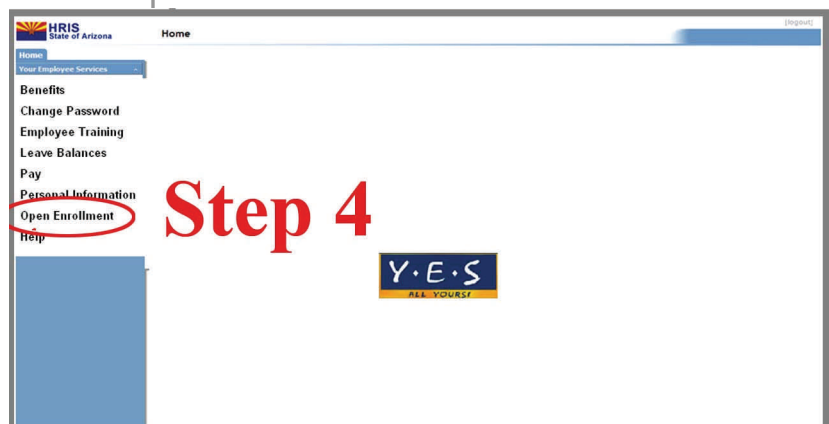 HRIS
State of Arizona
Home
[logout]
Home
Your Employee Services
Benefits
Change Password
Employee Training
Leave Balances
Pay
Personal Information
Open Enrollment
Help
Step 4
Y·E·S
ALL YOURS!